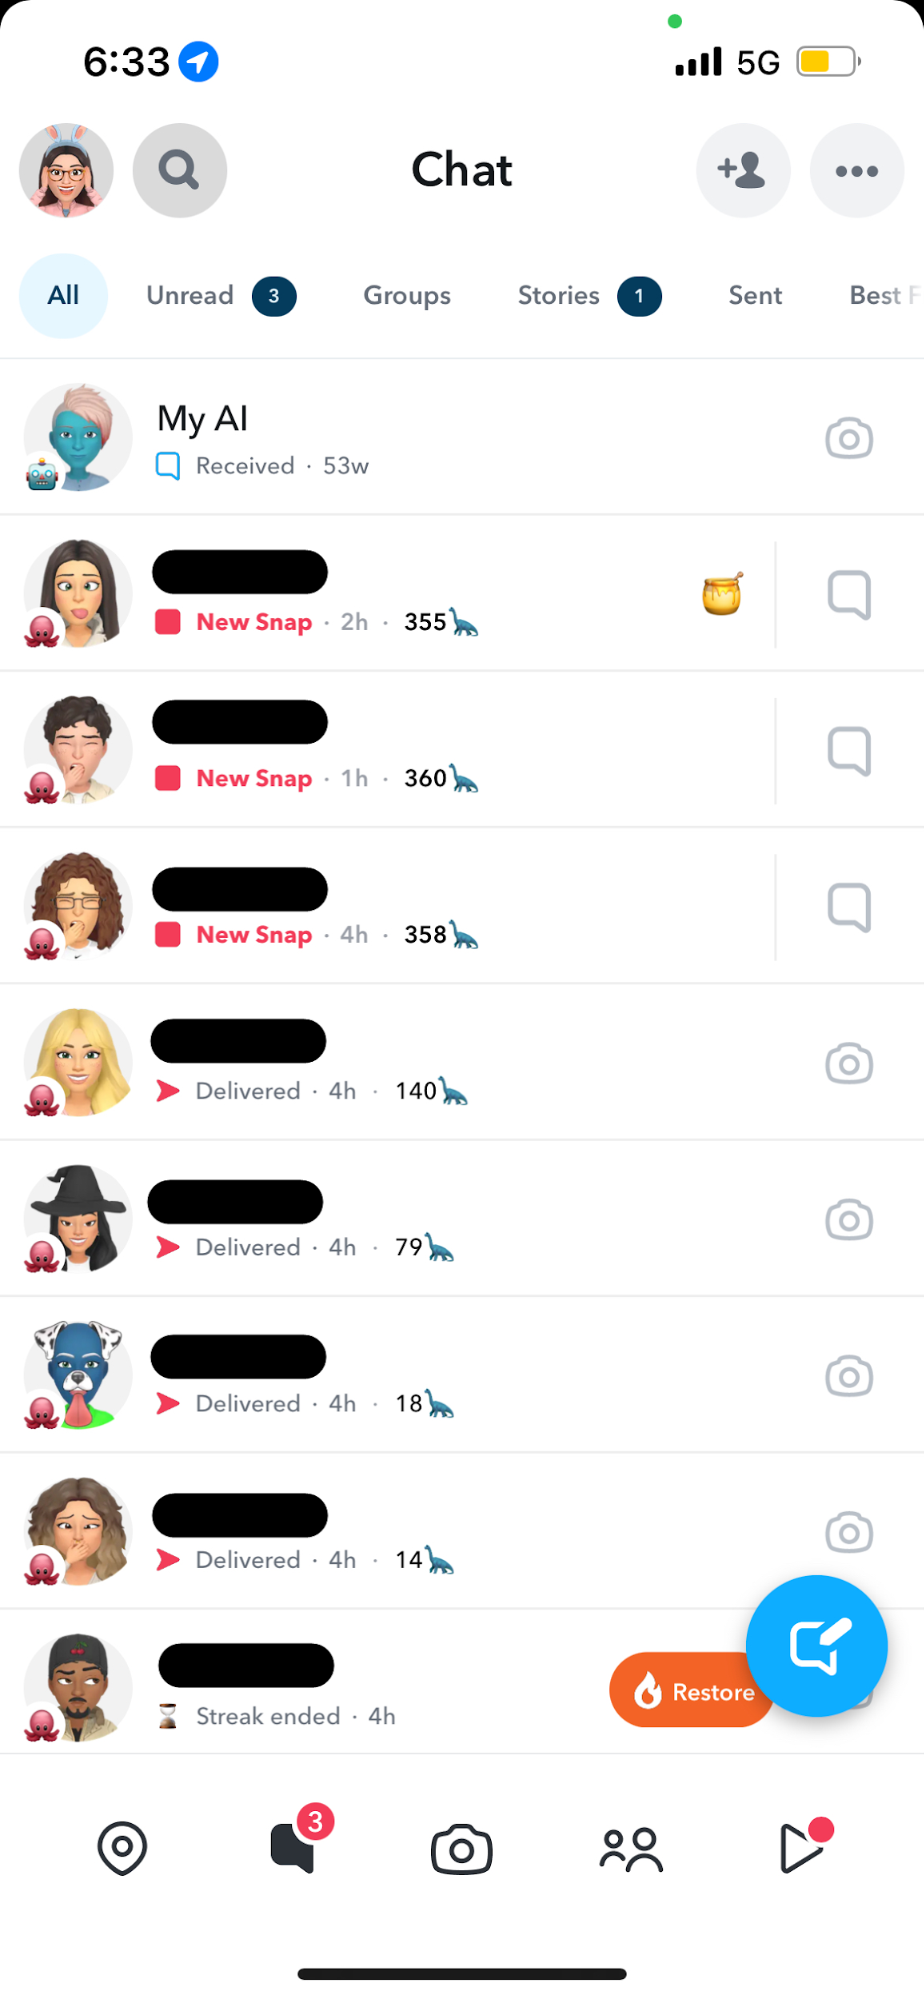 6:33 5G
Chat
All Unread 3 Groups Stories 1 Sent Best
My AI
Received · 53w
New Snap · 2h · 355
New Snap · 1h · 360
New Snap · 4h · 358
Delivered · 4h · 140
Delivered · 4h · 79
Delivered · 4h · 18
Delivered · 4h · 14
Streak ended · 4h Restore
3